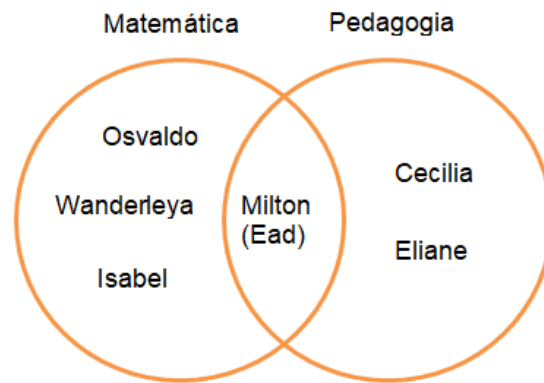 Matemática
Pedagogia
Osvaldo
Wanderleya
Isabel
Milton
(Ead)
Cecilia
Eliane